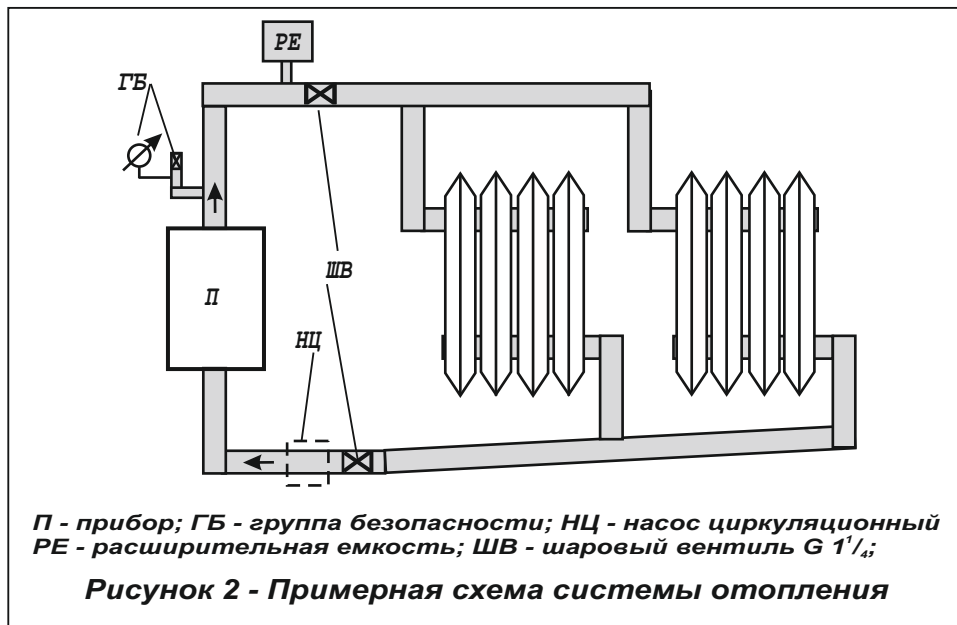 РЕ
ГБ
ШВ
П
НЦ
П - прибор; ГБ - группа безопасности; НЦ - насос циркуляционный
РЕ - расширительная емкость; ШВ - шаровый вентиль G 1¹/₄;
Рисунок 2 - Примерная схема системы отопления